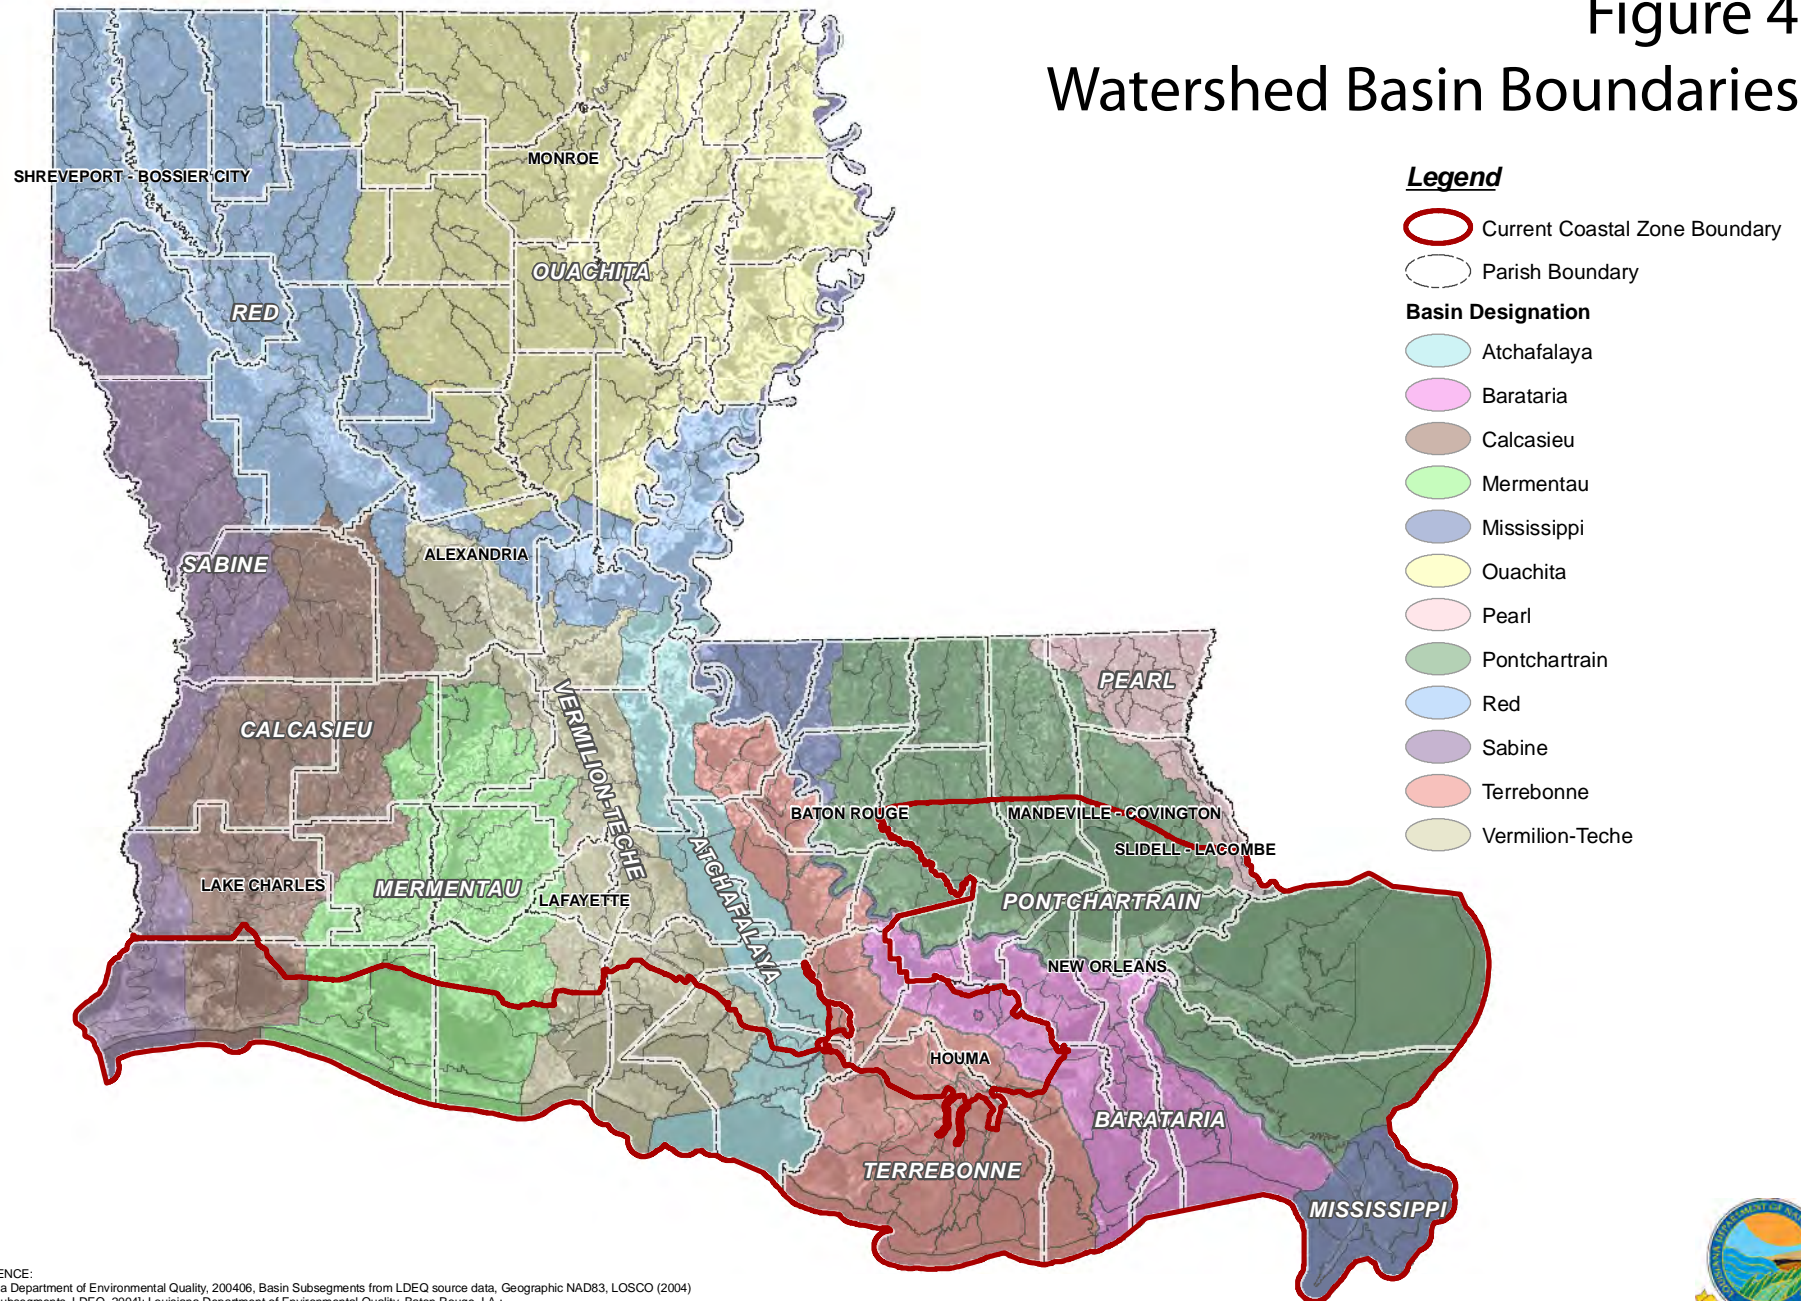 Figure 4
Watershed Basin Boundaries
Legend
Current Coastal Zone Boundary
Parish Boundary
Basin Designation
Atchafalaya
Barataria
Calcasieu
Mermentau
Mississippi
Ouachita
Pearl
Pontchartrain
Red
Sabine
Terrebonne
Vermilion-Teche
MONROE
SHREVEPORT - BOSSIER CITY
OUACHITA
RED
ALEXANDRIA
SABINE
PEARL
CALCASIEU
VERMILION-TECHE
BATON ROUGE
MANDEVILLE - COVINGTON
SLIDELL - LACOMBE
LAKE CHARLES
MERMENTAU
LAFAYETTE
ATCHAFALAYA
PONTCHARTRAIN
NEW ORLEANS
HOUMA
BARATARIA
TERREBONNE
MISSISSIPPI
ENCE:
a Department of Environmental Quality, 200406, Basin Subsegments from LDEQ source data, Geographic NAD83, LOSCO (2004)